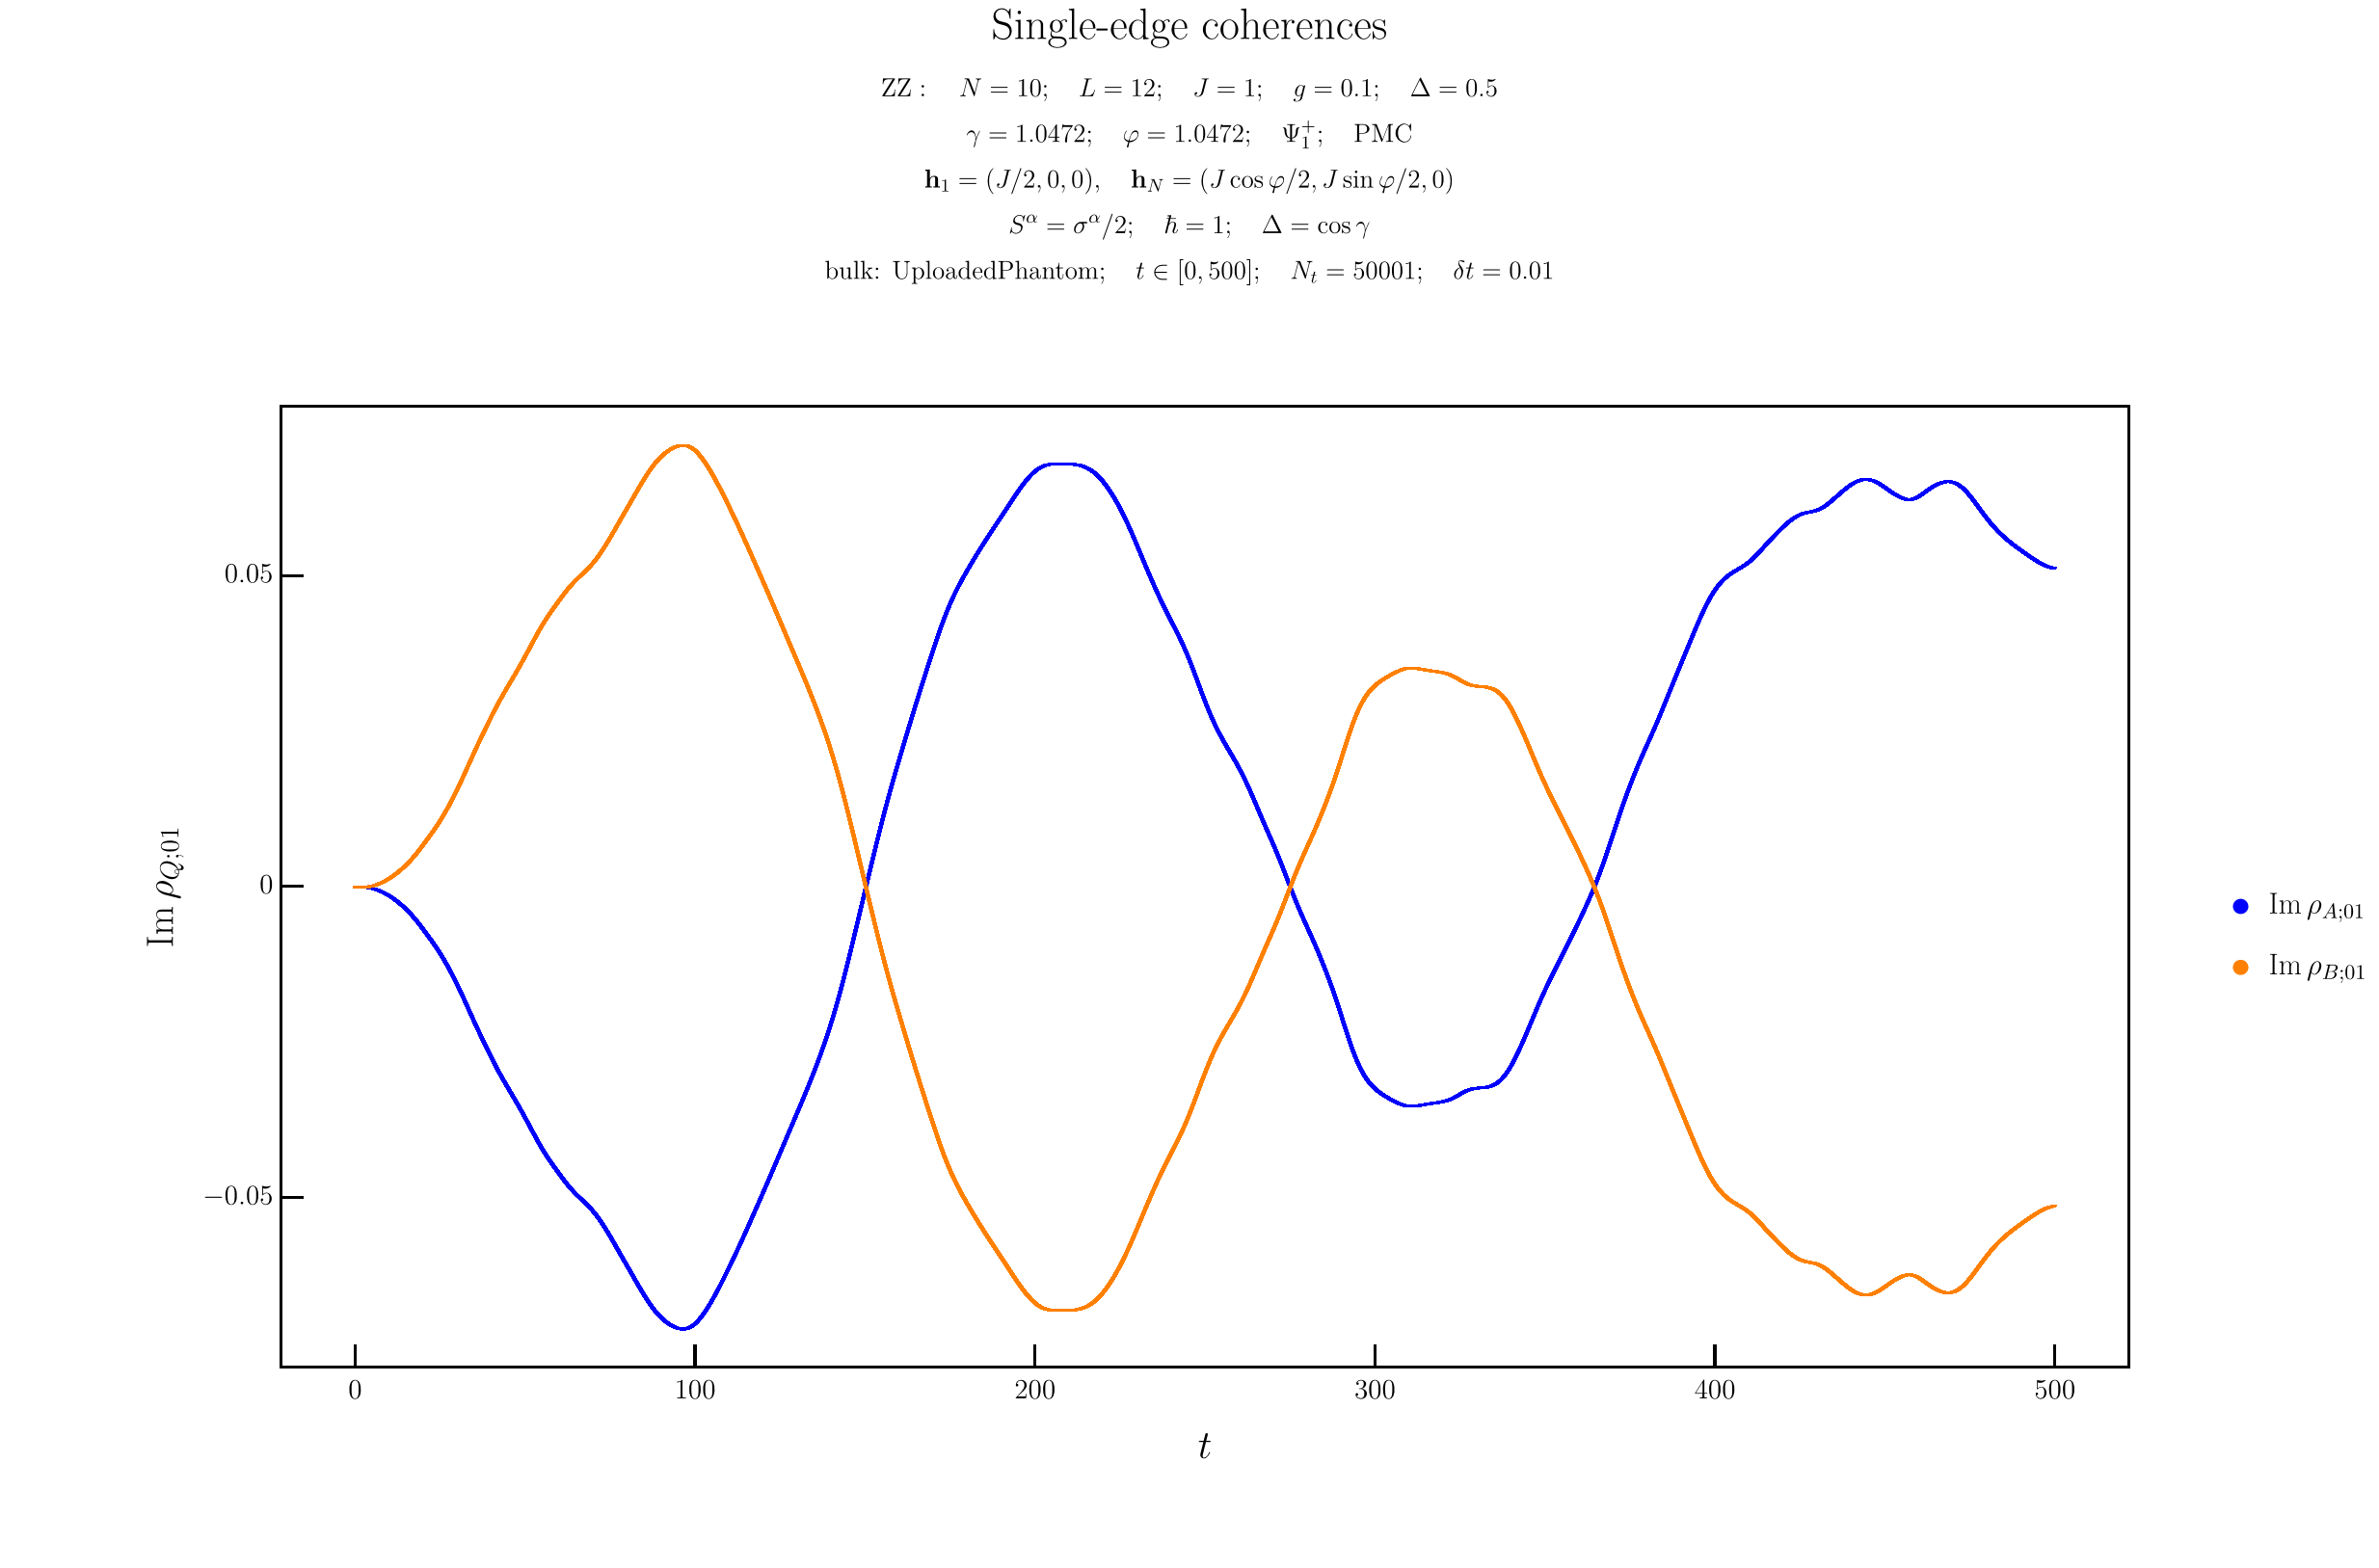 Single-edge coherences
ZZ : N = 10; L = 12; J = 1; g = 0.1; Δ = 0.5
γ = 1.0472; φ = 1.0472; Ψ₁⁺; PMC
𝐡₁ = (J/2, 0, 0), 𝐡_N = (J cos φ/2, J sin φ/2, 0)
S^α = σ^α/2; ℏ = 1; Δ = cos γ
bulk: UploadedPhantom; t ∈ [0, 500]; N_t = 50001; δt = 0.01
Im ρ_{Q;01}
0.05
0
−0.05
0 100 200 300 400 500
t
Im ρ_{A;01}
Im ρ_{B;01}